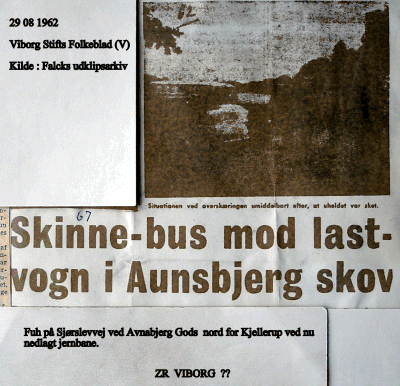 29 08 1962
Viborg Stifts Folkeblad (V)
Kilde : Falcks udklipsarkiv
Situationen ved overskæringen umiddelbart efter, at uheldet var sket.
67
Skinne-bus mod last-
vogn i Aunsbjerg skov
Fuh på Sjørslevvej ved Avnabjerg Gods nord for Kjellerup ved nu
nedlagt jernbane.
ZR VIBORG ??